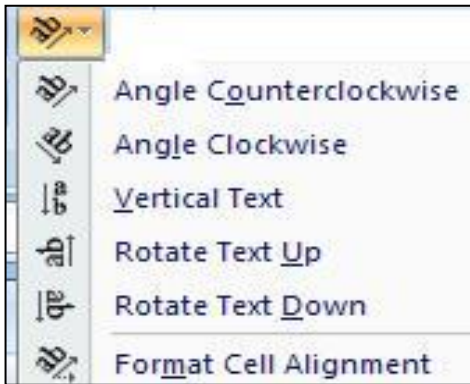 Angle Counterclockwise
Angle Clockwise
Vertical Text
Rotate Text Up
Rotate Text Down
Format Cell Alignment